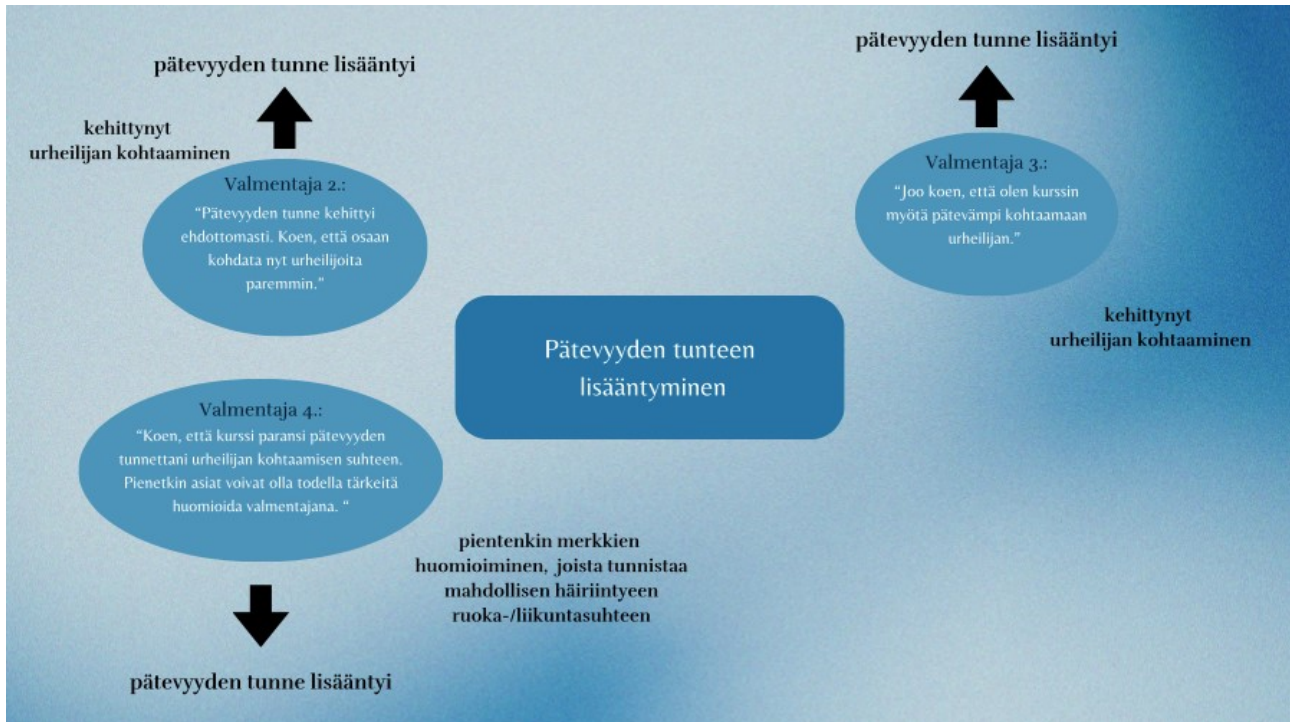 pätevyyden tunne lisääntyi
kehittynyt
urheilijan kohtaaminen
Valmentaja 2.:
“Pätevyyden tunne kehittyi
ehdottomasti. Koen, että osaan
kohdata nyt urheilijoita
paremmin.”
pätevyyden tunne lisääntyi
Valmentaja 3.:
“Joo koen, että olen kurssin
myötä pätevämpi kohtaamaan
urheilijan.”
kehittynyt
urheilijan kohtaaminen
Pätevyyden tunteen
lisääntyminen
Valmentaja 4.:
“Koen, että kurssi paransi pätevyyden
tunnettani urheilijan kohtaamisen suhteen.
Pienetkin asiat voivat olla todella tärkeitä
huomioida valmentajana. “
pientenkin merkkien
huomioiminen, joista tunnistaa
mahdollisen häiriintyeen
ruoka-/liikuntasuhteen
pätevyyden tunne lisääntyi